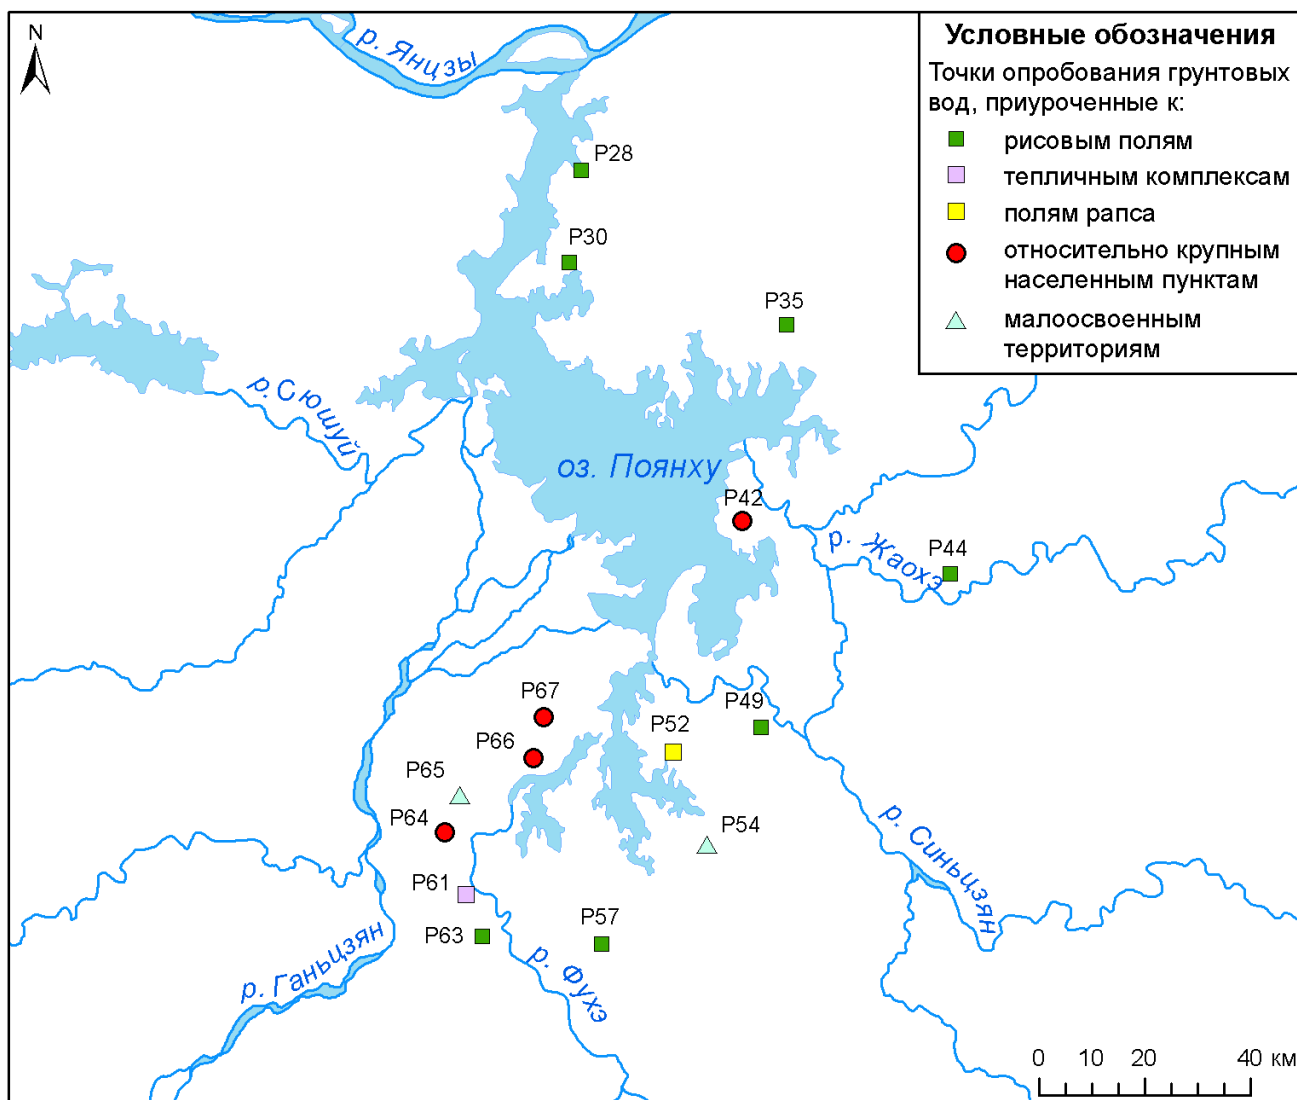 N
р. Янцзы
Условные обозначения
Точки опробования грунтовых
вод, приуроченные к:
рисовым полям
тепличным комплексам
полям рапса
относительно крупным
населенным пунктам
малоосвоенным
территориям
P28
P30
P35
р. Сюшуй
оз. Поянху
P42
р. Жаохэ
P44
P67
P49
P52
P66
P65
P64
P54
р. Синьцзян
P61
P57
P63
р. Ганьцзян
р. Фухэ
0 10 20 40 км